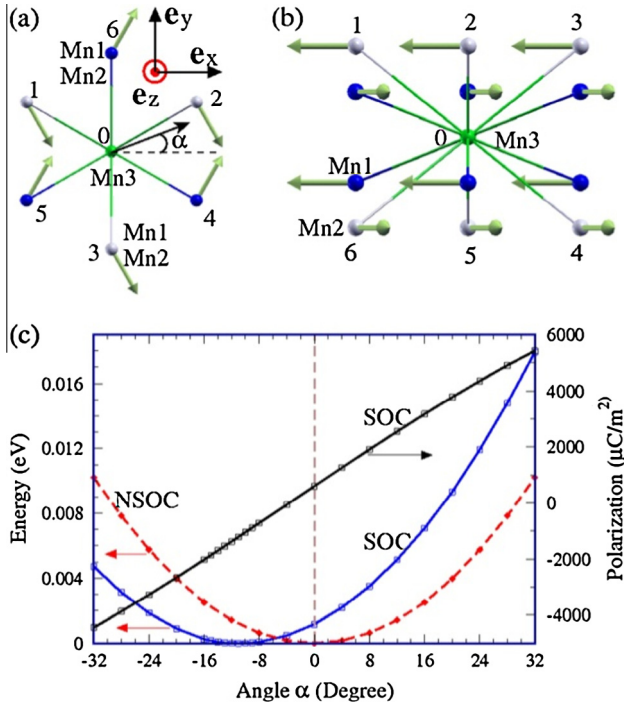 (a)
6
e_y
Mn1
Mn2
e_x
e_z
1
2
0
α
Mn3
5
4
3
Mn1
Mn2
(b)
1
2
3
0
Mn3
Mn1
Mn2
6
5
4
(c)
6000
0.016
SOC
4000
0.012
2000
NSOC
0.008
0
SOC
-2000
0.004
-4000
0
-32 -24 -16 -8 0 8 16 24 32
Energy (eV)
Polarization (μC/m²)
Angle α (Degree)